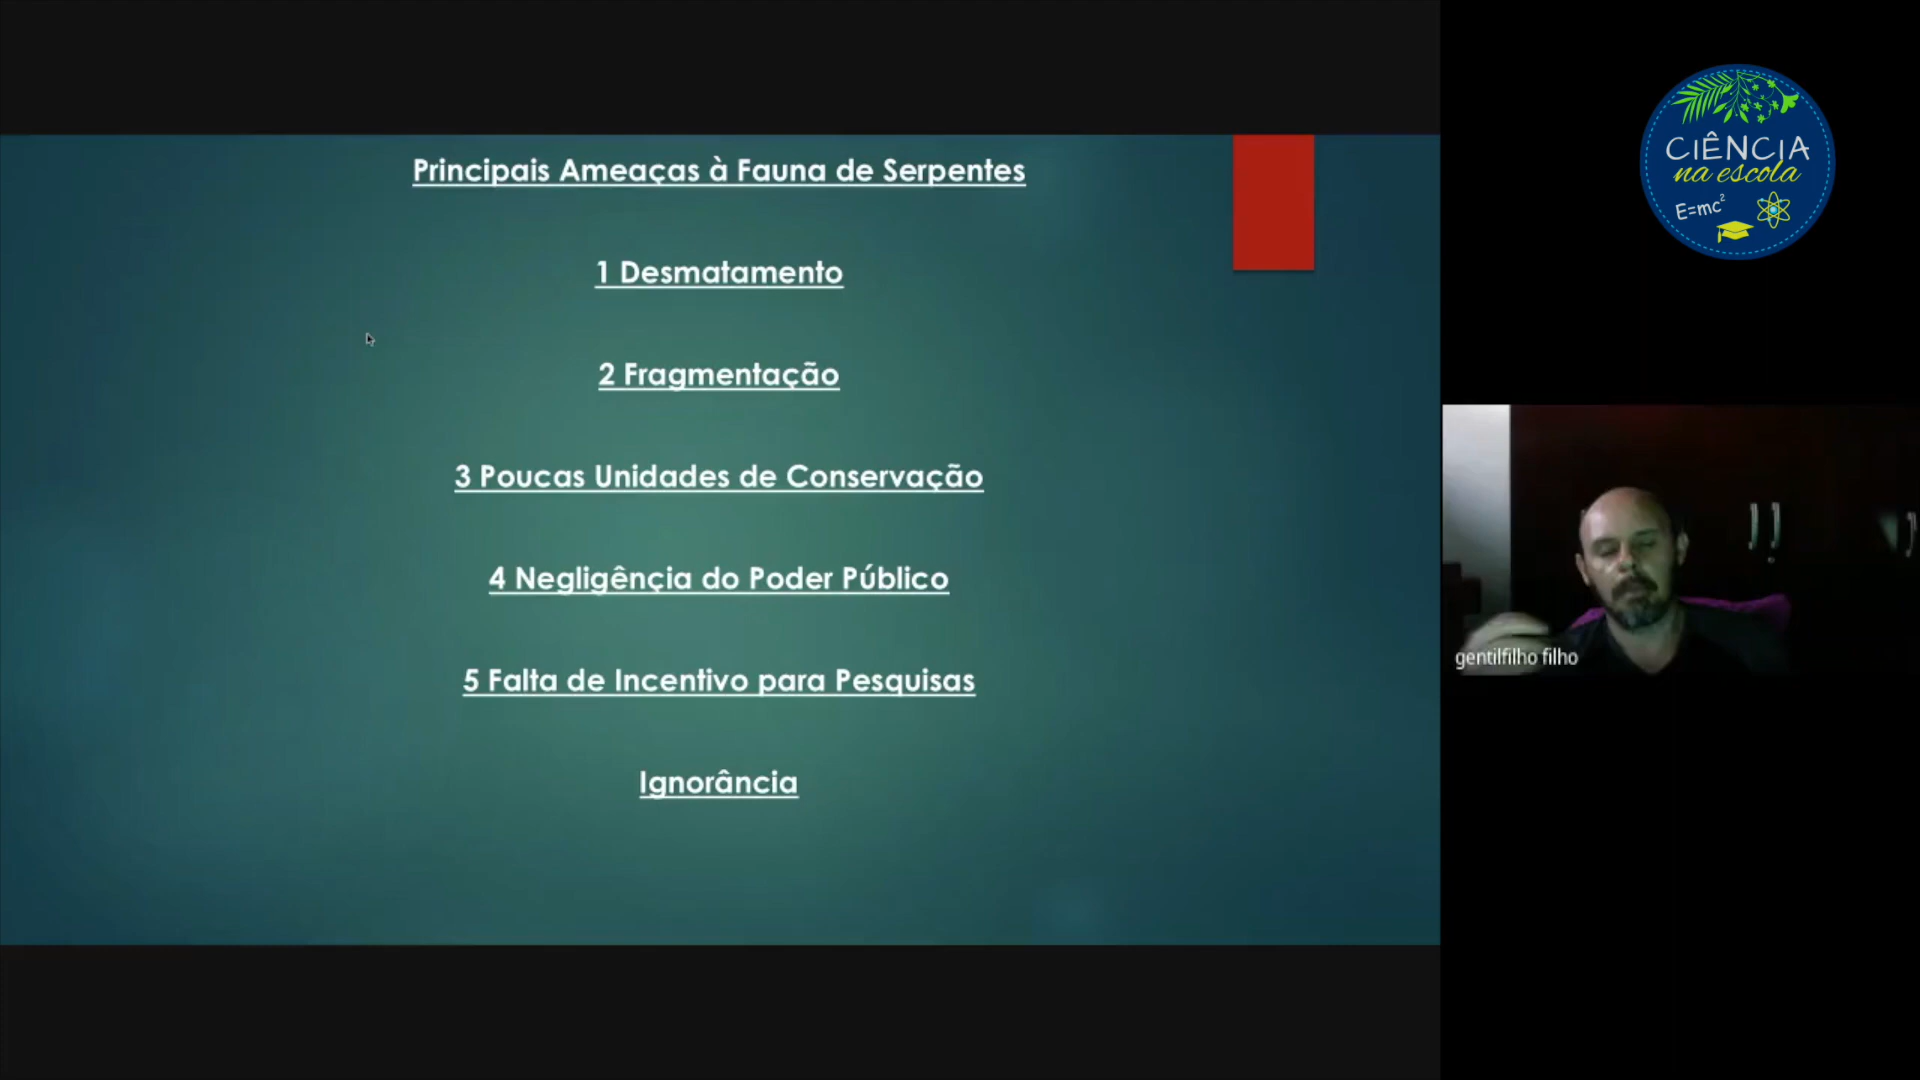 Principais Ameaças à Fauna de Serpentes
1 Desmatamento
2 Fragmentação
3 Poucas Unidades de Conservação
4 Negligênçia do Poder Público
5 Falta de Incentivo para Pesquisas
Ignorância
CIÊNCIA
na escola
E=mc²
gentilfilho filho